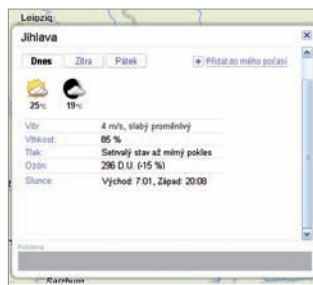 Leipzig
Jihlava
Dnes Zítra Pátek Přidat do mého počasí
25°C 19°C
Vítr: 4 m/s, slabý proměnlivý
Vlhkost: 85 %
Tlak: Setrvalý stav až mírný pokles
Ozón: 296 D.U. (-15 %)
Slunce: Východ: 7:01, Západ: 20:08
Reklama
Salzburg